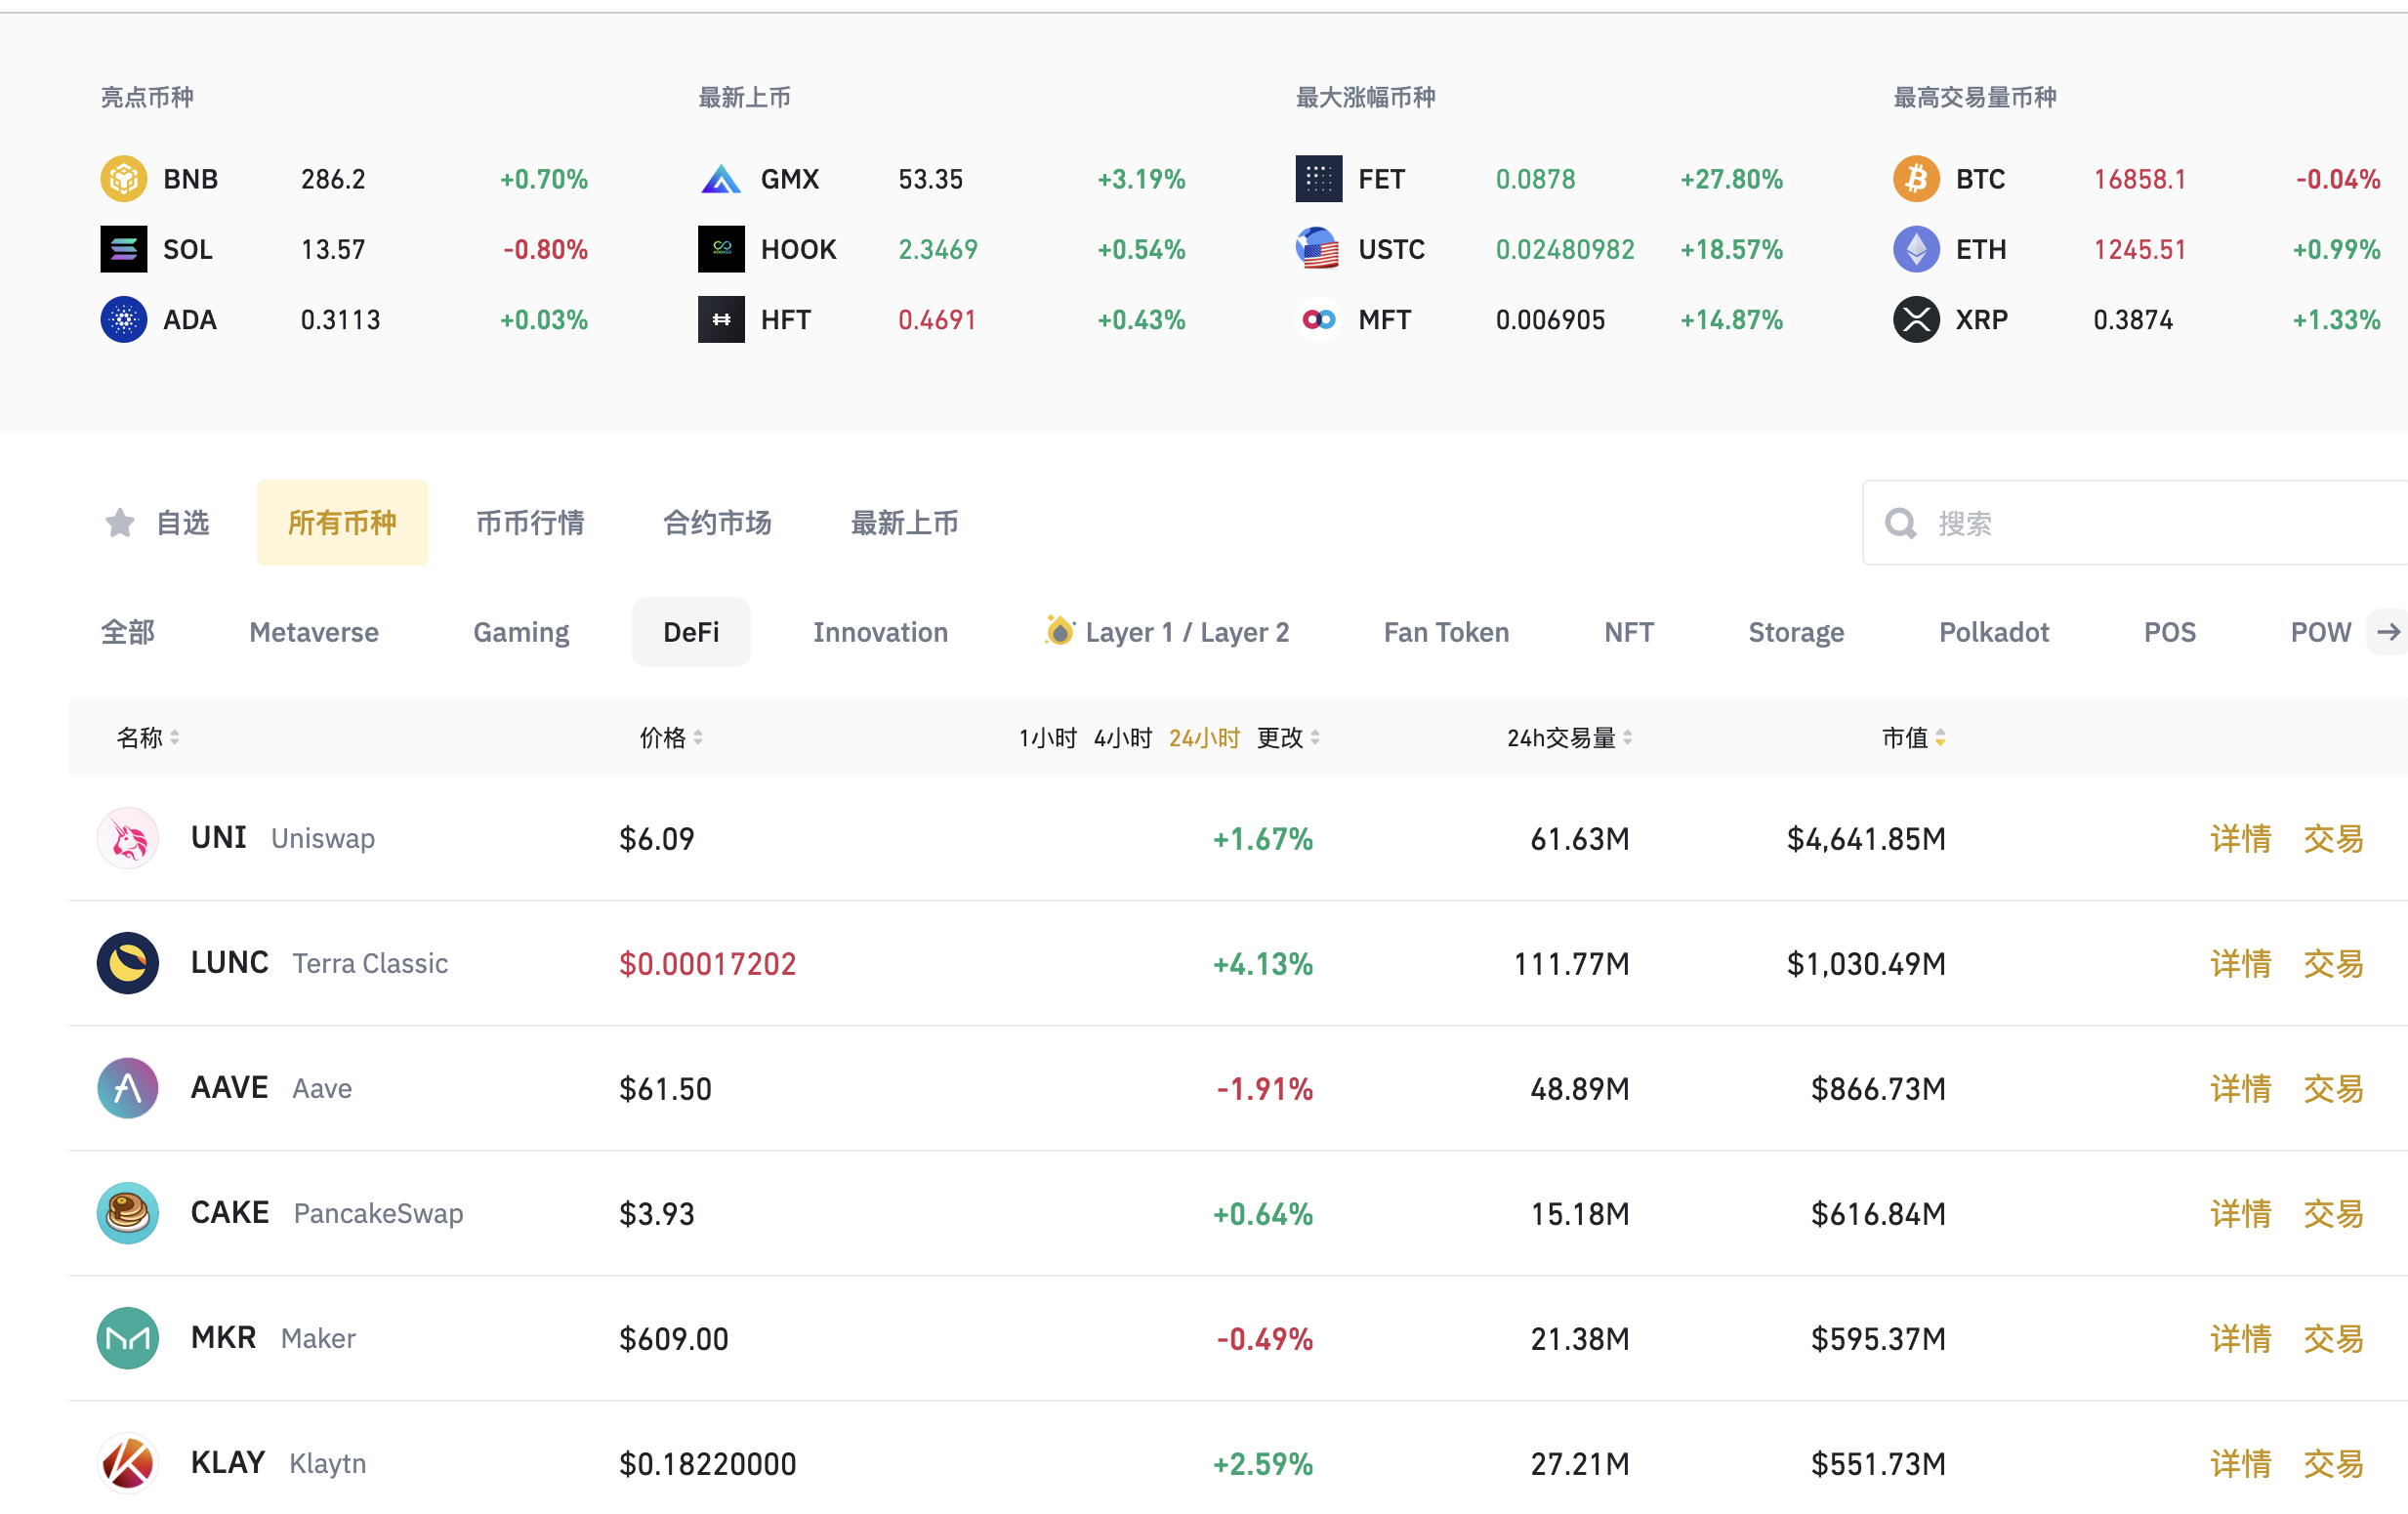 亮点币种
BNB 286.2 +0.70%
SOL 13.57 -0.80%
ADA 0.3113 +0.03%
最新上币
GMX 53.35 +3.19%
HOOK 2.3469 +0.54%
HFT 0.4691 +0.43%
最大涨幅币种
FET 0.0878 +27.80%
USTC 0.02480982 +18.57%
MFT 0.006905 +14.87%
最高交易量币种
BTC 16858.1 -0.04%
ETH 1245.51 +0.99%
XRP 0.3874 +1.33%
自选 所有币种 币币行情 合约市场 最新上币 搜索
全部 Metaverse Gaming DeFi Innovation Layer 1 / Layer 2 Fan Token NFT Storage Polkadot POS POW
名称 价格 1小时 4小时 24小时 更改 24h交易量 市值
UNI Uniswap $6.09 +1.67% 61.63M $4,641.85M 详情 交易
LUNC Terra Classic $0.00017202 +4.13% 111.77M $1,030.49M 详情 交易
AAVE Aave $61.50 -1.91% 48.89M $866.73M 详情 交易
CAKE PancakeSwap $3.93 +0.64% 15.18M $616.84M 详情 交易
MKR Maker $609.00 -0.49% 21.38M $595.37M 详情 交易
KLAY Klaytn $0.18220000 +2.59% 27.21M $551.73M 详情 交易